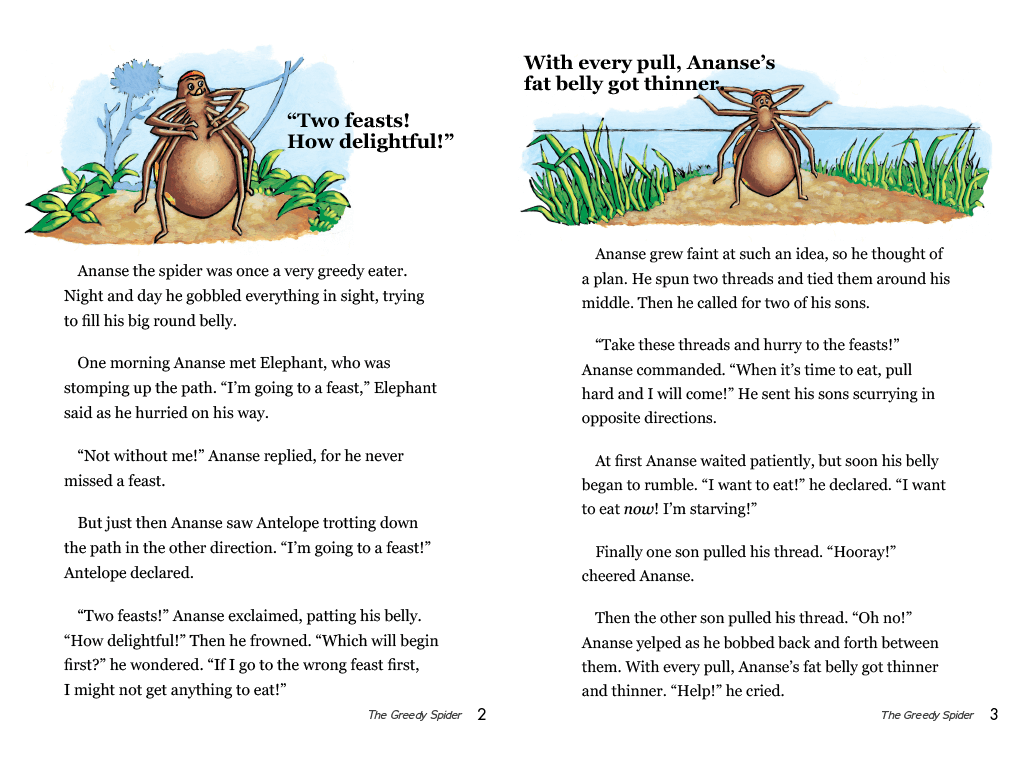 “Two feasts!
How delightful!”
Ananse the spider was once a very greedy eater.
Night and day he gobbled everything in sight, trying
to fill his big round belly.
One morning Ananse met Elephant, who was
stomping up the path. “I’m going to a feast,” Elephant
said as he hurried on his way.
“Not without me!” Ananse replied, for he never
missed a feast.
But just then Ananse saw Antelope trotting down
the path in the other direction. “I’m going to a feast!”
Antelope declared.
“Two feasts!” Ananse exclaimed, patting his belly.
“How delightful!” Then he frowned. “Which will begin
first?” he wondered. “If I go to the wrong feast first,
I might not get anything to eat!”
The Greedy Spider 2
With every pull, Ananse’s
fat belly got thinner.
Ananse grew faint at such an idea, so he thought of
a plan. He spun two threads and tied them around his
middle. Then he called for two of his sons.
“Take these threads and hurry to the feasts!”
Ananse commanded. “When it’s time to eat, pull
hard and I will come!” He sent his sons scurrying in
opposite directions.
At first Ananse waited patiently, but soon his belly
began to rumble. “I want to eat!” he declared. “I want
to eat now! I’m starving!”
Finally one son pulled his thread. “Hooray!”
cheered Ananse.
Then the other son pulled his thread. “Oh no!”
Ananse yelped as he bobbed back and forth between
them. With every pull, Ananse’s fat belly got thinner
and thinner. “Help!” he cried.
The Greedy Spider 3